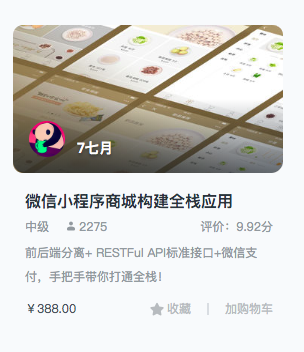 7七月
微信小程序商城构建全栈应用
中级 2275 评价：9.92分
前后端分离+ RESTFul API标准接口+微信支
付，手把手带你打通全栈！
￥388.00 收藏 | 加购物车